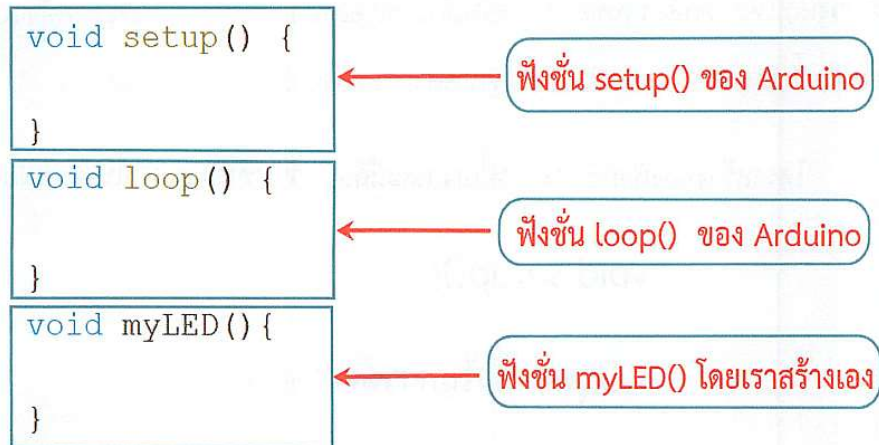 void setup() {
ฟังชั่น setup() ของ Arduino
}
void loop() {
ฟังชั่น loop() ของ Arduino
}
void myLED(){
ฟังชั่น myLED() โดยเราสร้างเอง
}